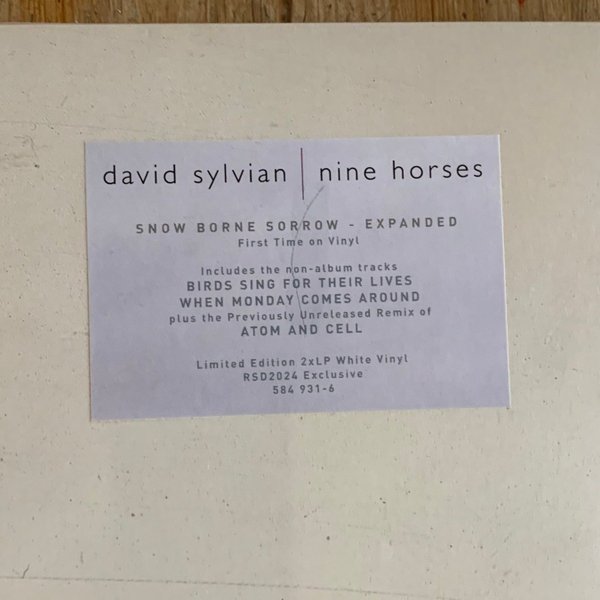 david sylvian | nine horses
SNOW BORNE SORROW - EXPANDED
First Time on Vinyl
Includes the non-album tracks
BIRDS SING FOR THEIR LIVES
WHEN MONDAY COMES AROUND
plus the Previously Unreleased Remix of
ATOM AND CELL
Limited Edition 2xLP White Vinyl
RSD2024 Exclusive
584 931-6